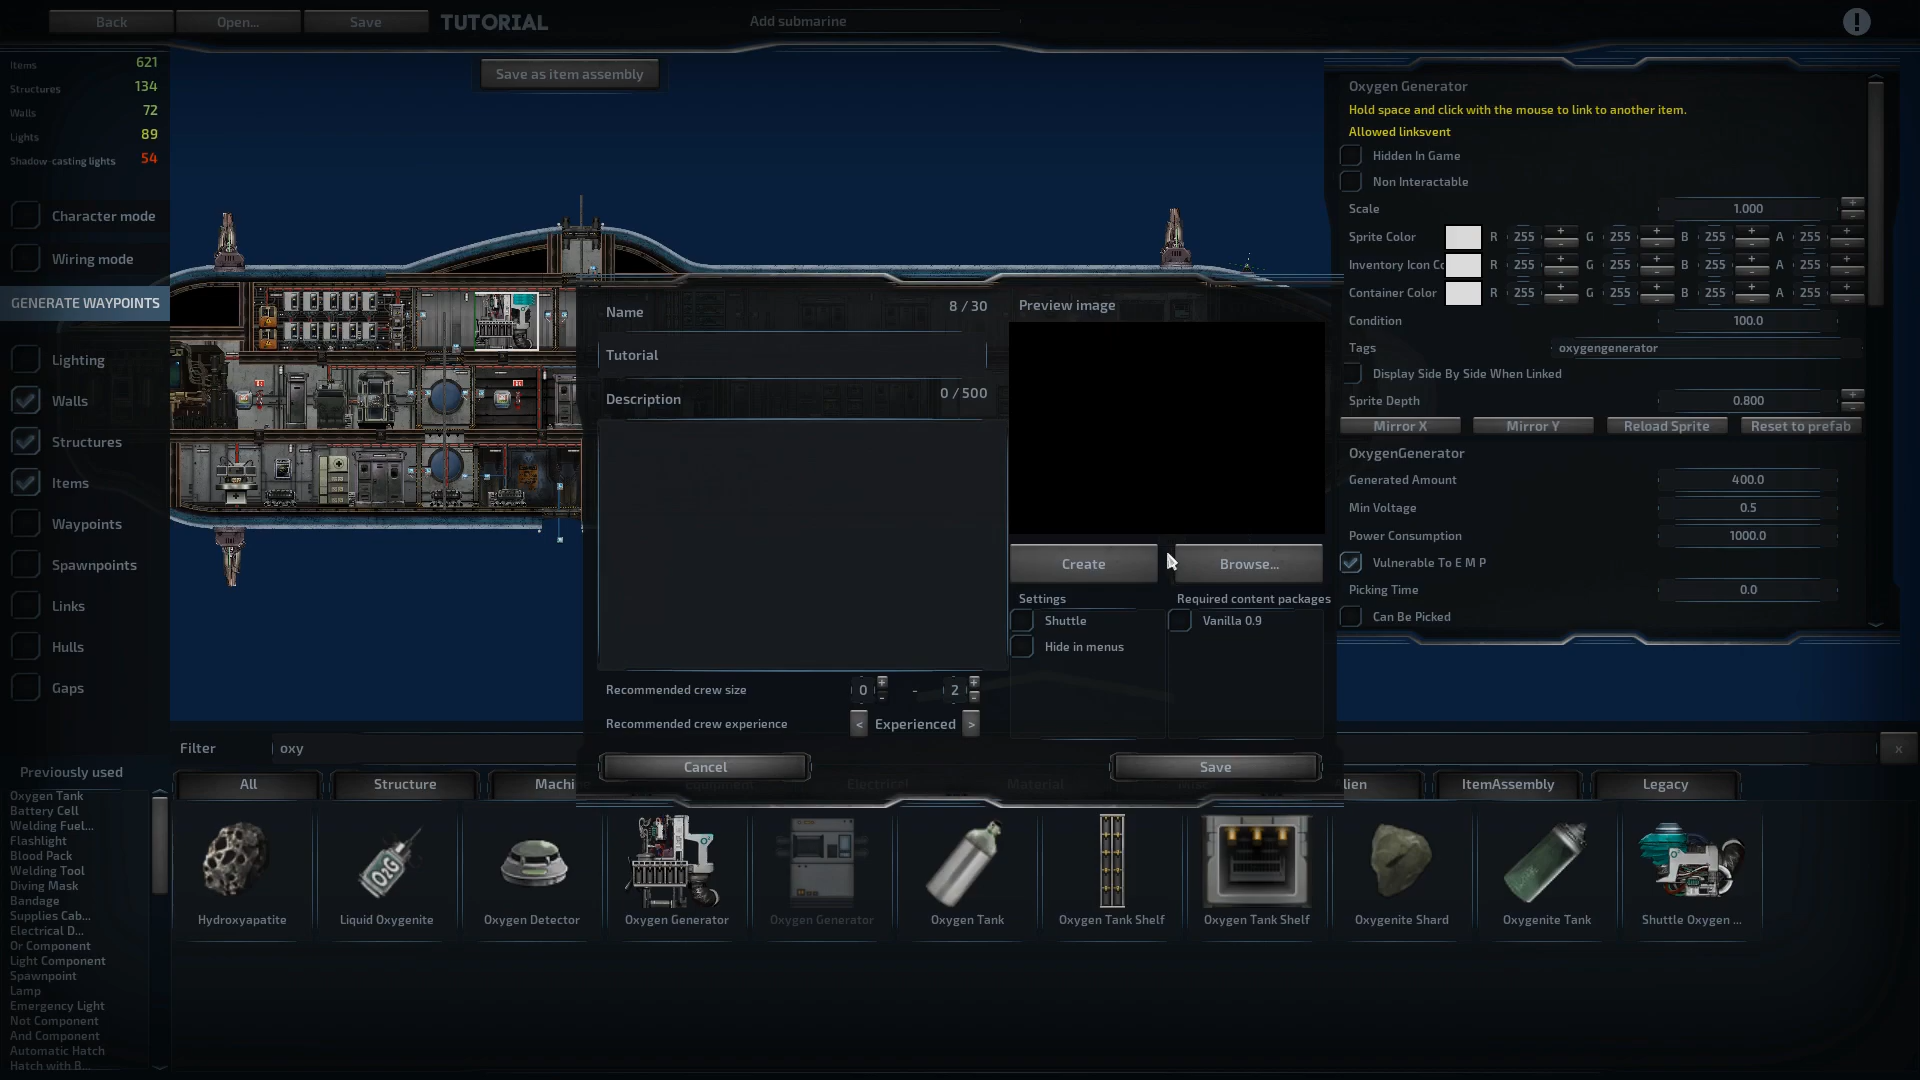 Back
Open...
Save
TUTORIAL
Add submarine
Items 621
Structures 134
Walls 72
Lights 89
Shadow-casting lights 54
Save as item assembly
Character mode
Wiring mode
GENERATE WAYPOINTS
Lighting
Walls
Structures
Items
Waypoints
Spawnpoints
Links
Hulls
Gaps
Name 8 / 30
Tutorial
Description 0 / 500
Recommended crew size 0 - 2
Recommended crew experience < Experienced >
Cancel
Preview image
Create
Browse...
Settings
Shuttle
Hide in menus
Required content packages
Vanilla 0.9
Save
Oxygen Generator
Hold space and click with the mouse to link to another item.
Allowed linksvent
Hidden In Game
Non Interactable
Scale 1.000
Sprite Color R 255 G 255 B 255 A 255
Inventory Icon Co R 255 G 255 B 255 A 255
Container Color R 255 G 255 B 255 A 255
Condition 100.0
Tags oxygengenerator
Display Side By Side When Linked
Sprite Depth 0.800
Mirror X
Mirror Y
Reload Sprite
Reset to prefab
OxygenGenerator
Generated Amount 400.0
Min Voltage 0.5
Power Consumption 1000.0
Vulnerable To E M P
Picking Time 0.0
Can Be Picked
Filter oxy x
Previously used
Oxygen Tank
Battery Cell
Welding Fuel...
Flashlight
Blood Pack
Welding Tool
Diving Mask
Bandage
Supplies Cab...
Electrical D...
Or Component
Light Component
Spawnpoint
Lamp
Emergency Light
Not Component
And Component
Automatic Hatch
Hatch with B...
All
Structure
Machi
Equipment
Electrical
Material
Misc
lien
ItemAssembly
Legacy
Hydroxyapatite
Liquid Oxygenite
Oxygen Detector
Oxygen Generator
Oxygen Generator
Oxygen Tank
Oxygen Tank Shelf
Oxygen Tank Shelf
Oxygenite Shard
Oxygenite Tank
Shuttle Oxygen ...